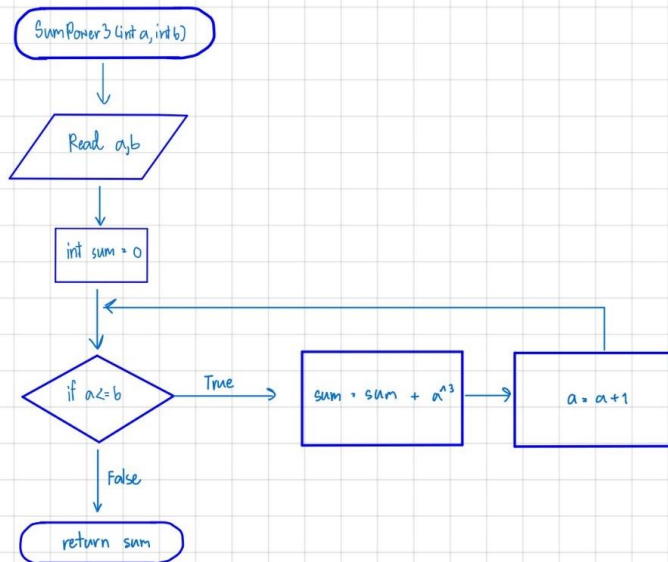 SumPower3 (int a, int b)
Read a,b
int sum = 0
if a<=b
True
sum = sum + a^3
a = a+1
False
return sum